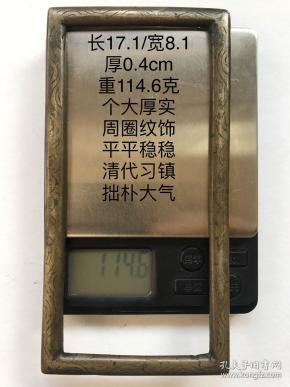 长17.1/宽8.1
厚0.4cm
重114.6克
个大厚实
周圈纹饰
平平稳稳
清代习镇
拙朴大气
114.6
孔夫子旧书网